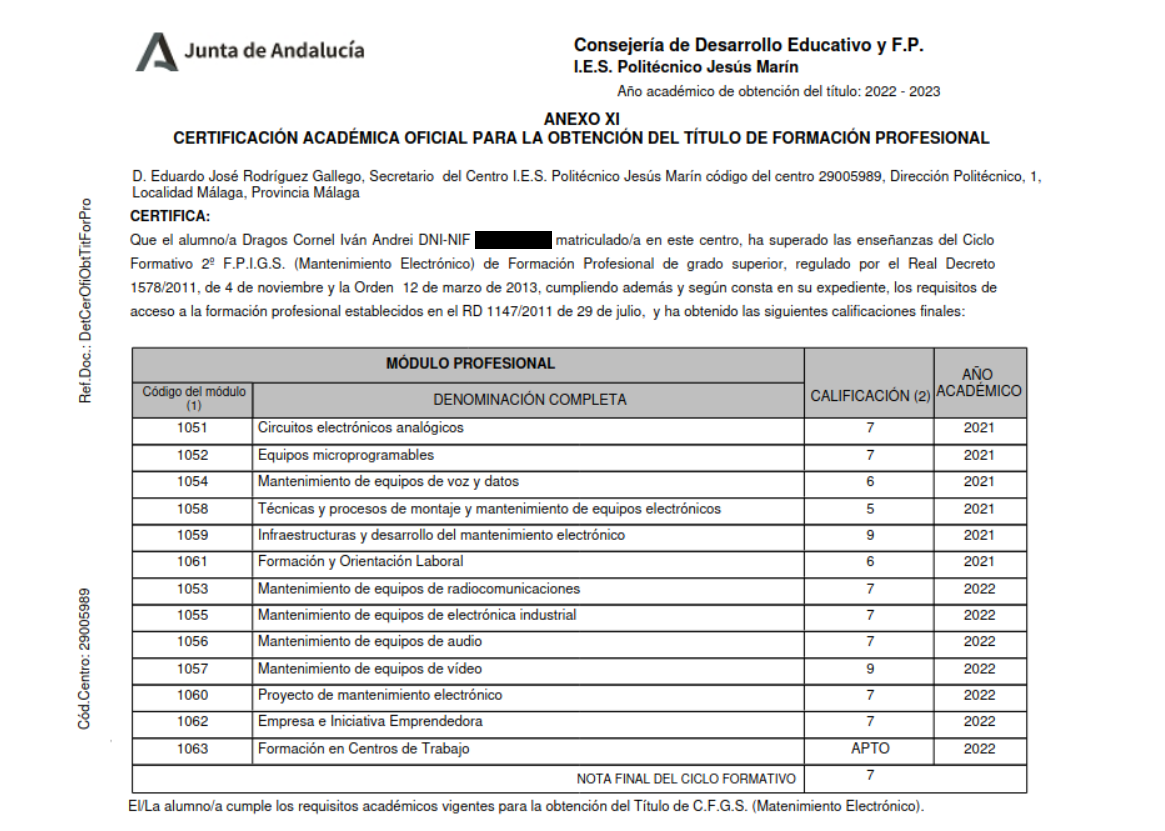 Junta de Andalucía
Consejería de Desarrollo Educativo y F.P.
I.E.S. Politécnico Jesús Marín
Año académico de obtención del título: 2022 - 2023
ANEXO XI
CERTIFICACIÓN ACADÉMICA OFICIAL PARA LA OBTENCIÓN DEL TÍTULO DE FORMACIÓN PROFESIONAL
D. Eduardo José Rodríguez Gallego, Secretario del Centro I.E.S. Politécnico Jesús Marín código del centro 29005989, Dirección Politécnico, 1,
Localidad Málaga, Provincia Málaga
CERTIFICA:
Que el alumno/a Dragos Cornel Iván Andrei DNI-NIF matriculado/a en este centro, ha superado las enseñanzas del Ciclo
Formativo 2º F.P.I.G.S. (Mantenimiento Electrónico) de Formación Profesional de grado superior, regulado por el Real Decreto
1578/2011, de 4 de noviembre y la Orden 12 de marzo de 2013, cumpliendo además y según consta en su expediente, los requisitos de
acceso a la formación profesional establecidos en el RD 1147/2011 de 29 de julio, y ha obtenido las siguientes calificaciones finales:
MÓDULO PROFESIONAL
Código del módulo
(1)
DENOMINACIÓN COMPLETA
CALIFICACIÓN (2)
AÑO
ACADÉMICO
1051 Circuitos electrónicos analógicos 7 2021
1052 Equipos microprogramables 7 2021
1054 Mantenimiento de equipos de voz y datos 6 2021
1058 Técnicas y procesos de montaje y mantenimiento de equipos electrónicos 5 2021
1059 Infraestructuras y desarrollo del mantenimiento electrónico 9 2021
1061 Formación y Orientación Laboral 6 2021
1053 Mantenimiento de equipos de radiocomunicaciones 7 2022
1055 Mantenimiento de equipos de electrónica industrial 7 2022
1056 Mantenimiento de equipos de audio 7 2022
1057 Mantenimiento de equipos de vídeo 9 2022
1060 Proyecto de mantenimiento electrónico 7 2022
1062 Empresa e Iniciativa Emprendedora 7 2022
1063 Formación en Centros de Trabajo APTO 2022
NOTA FINAL DEL CICLO FORMATIVO 7
El/La alumno/a cumple los requisitos académicos vigentes para la obtención del Título de C.F.G.S. (Matenimiento Electrónico).
Ref.Doc.: DetCerOfiObtTitForPro
Cód.Centro: 29005989